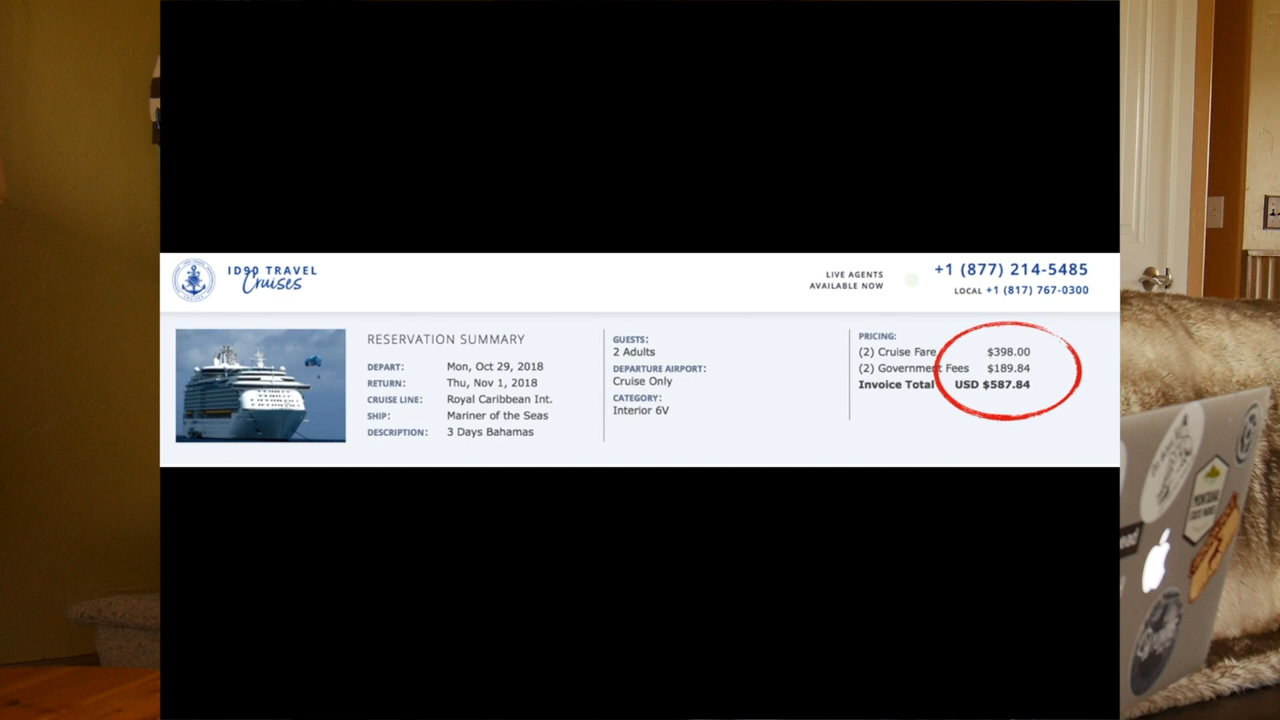 ID90 TRAVEL
Cruises
LIVE AGENTS
AVAILABLE NOW
+1 (877) 214-5485
LOCAL +1 (817) 767-0300
RESERVATION SUMMARY
DEPART: Mon, Oct 29, 2018
RETURN: Thu, Nov 1, 2018
CRUISE LINE: Royal Caribbean Int.
SHIP: Mariner of the Seas
DESCRIPTION: 3 Days Bahamas
GUESTS:
2 Adults
DEPARTURE AIRPORT:
Cruise Only
CATEGORY:
Interior 6V
PRICING:
(2) Cruise Fare $398.00
(2) Government Fees $189.84
Invoice Total USD $587.84
MONTANA